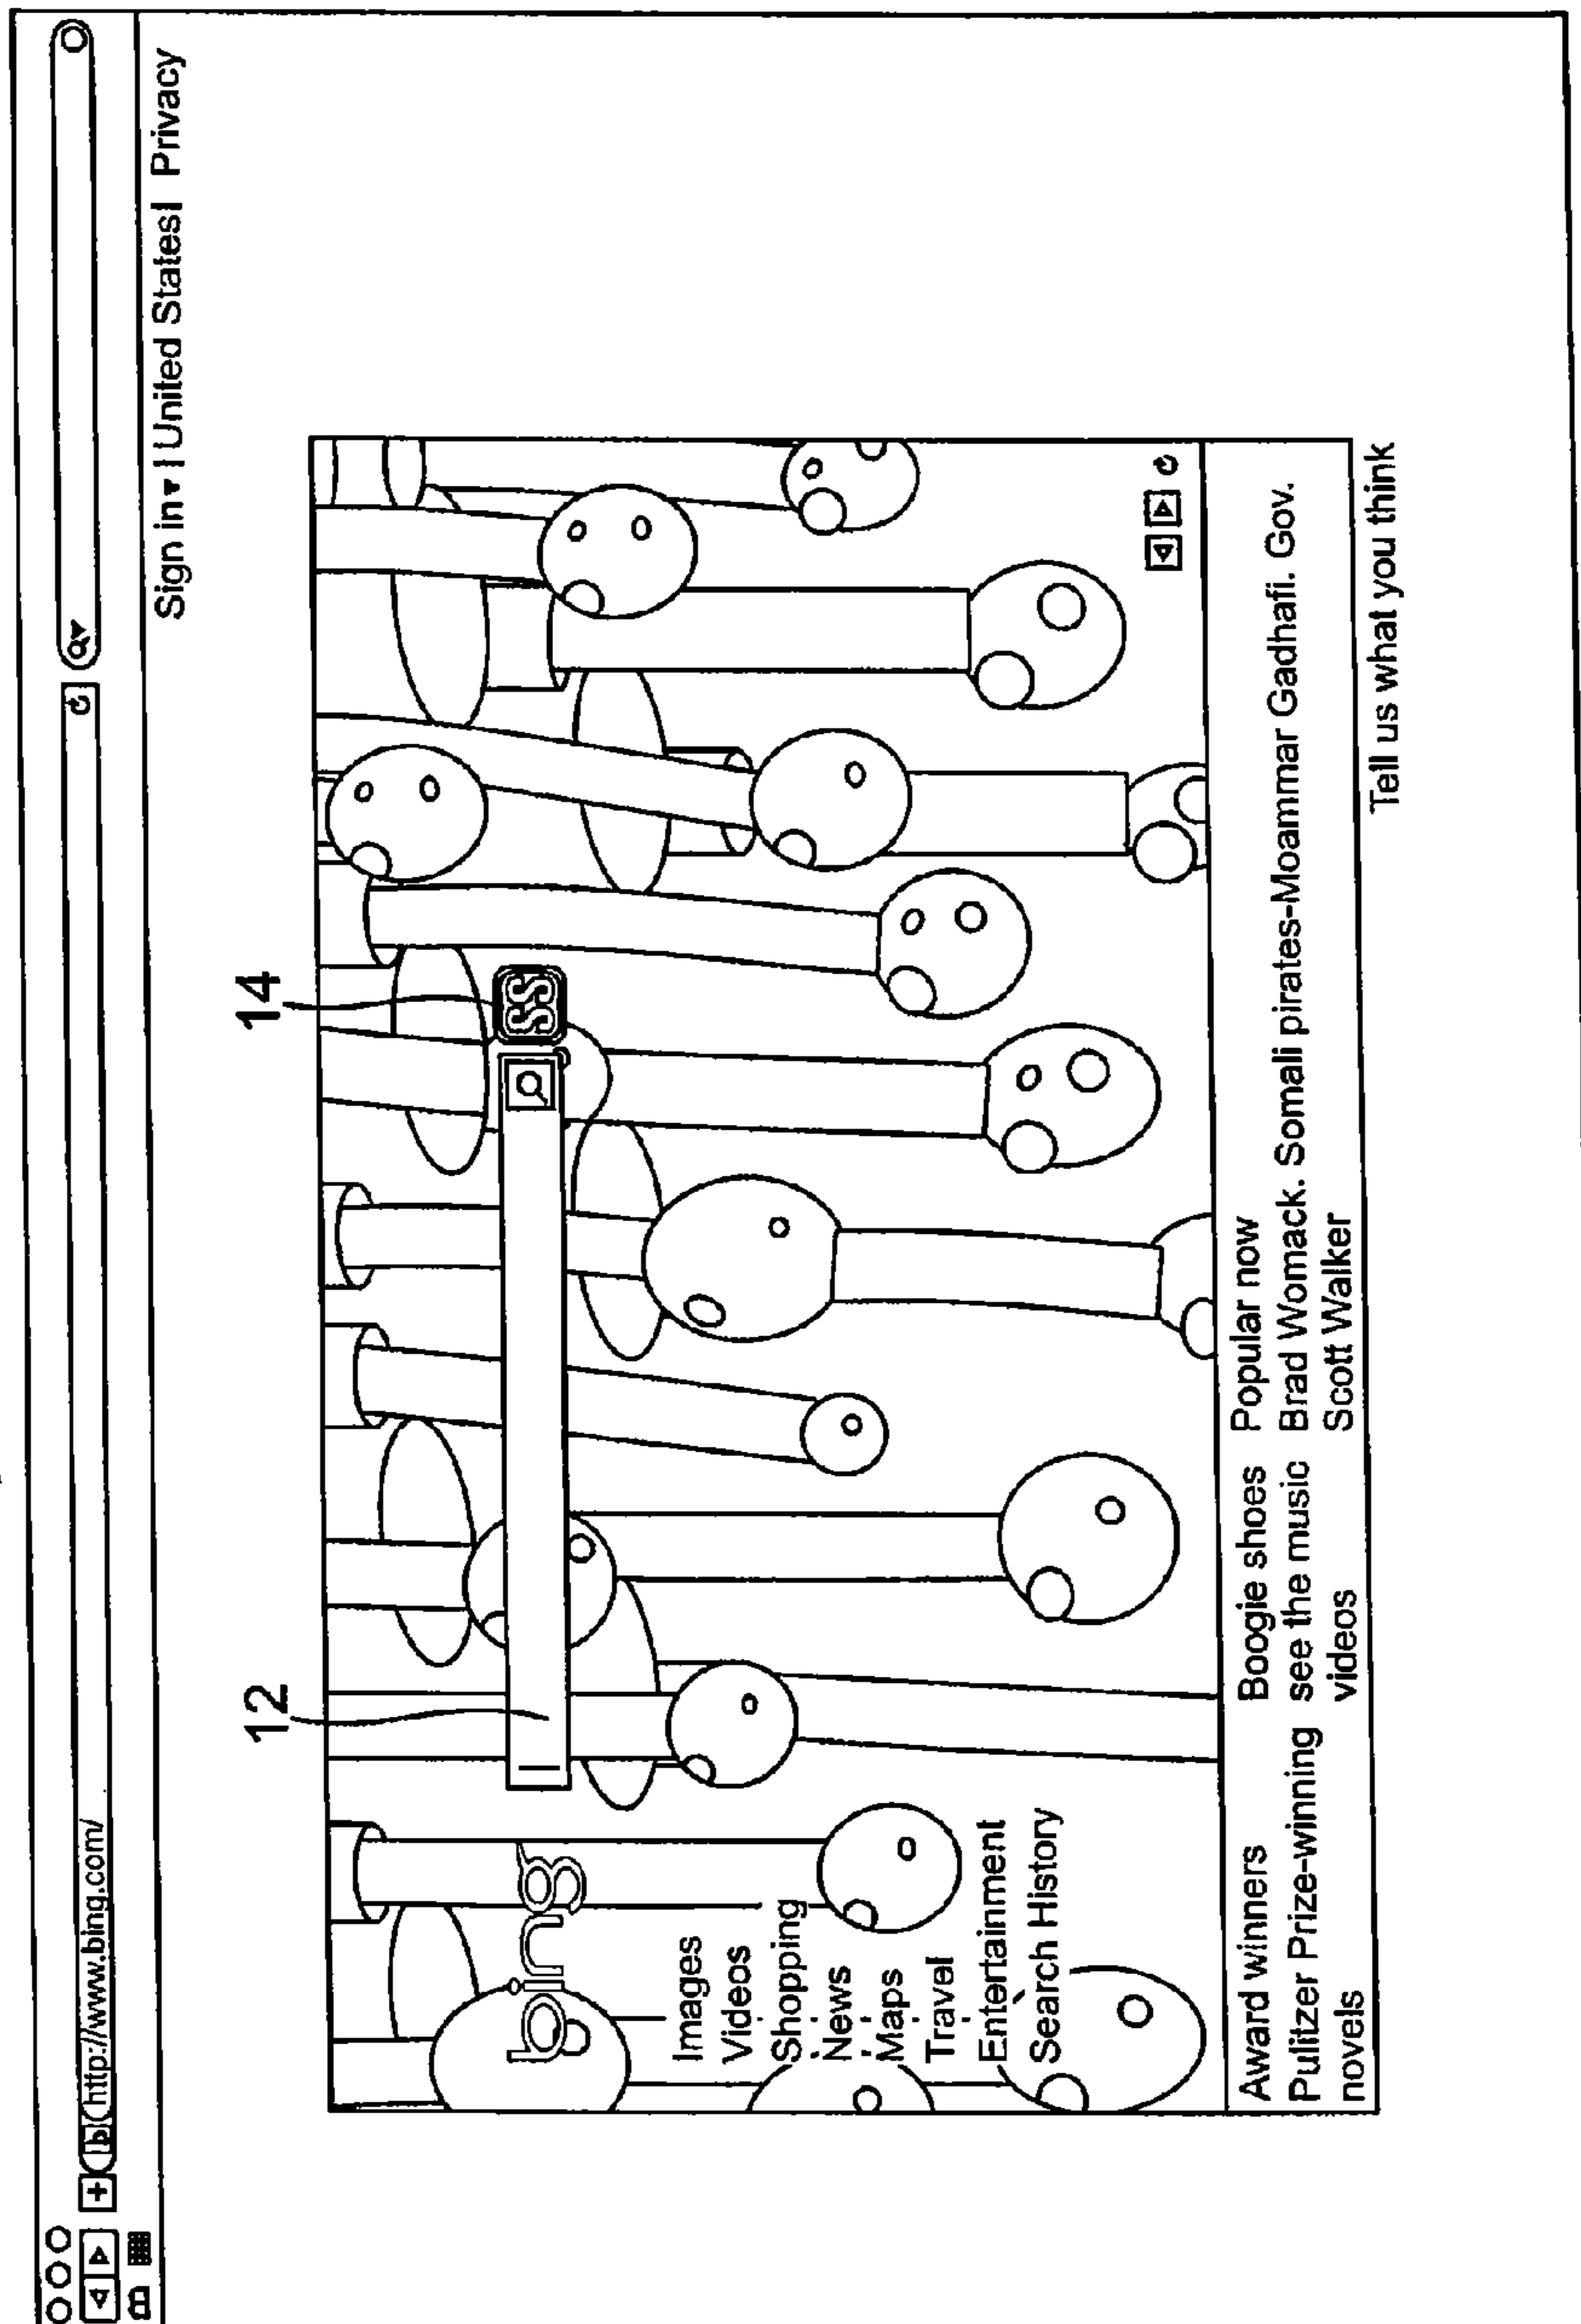 http://www.bing.com/
Sign in ▾ | United States | Privacy
12
14
bing
SS
Images
Videos
Shopping
News
Maps
Travel
Entertainment
Search History
Award winners
Pulitzer Prize-winning
novels
Boogie shoes
see the music
videos
Popular now
Brad Womack. Somali pirates-Moammar Gadhafi. Gov.
Scott Walker
Tell us what you think